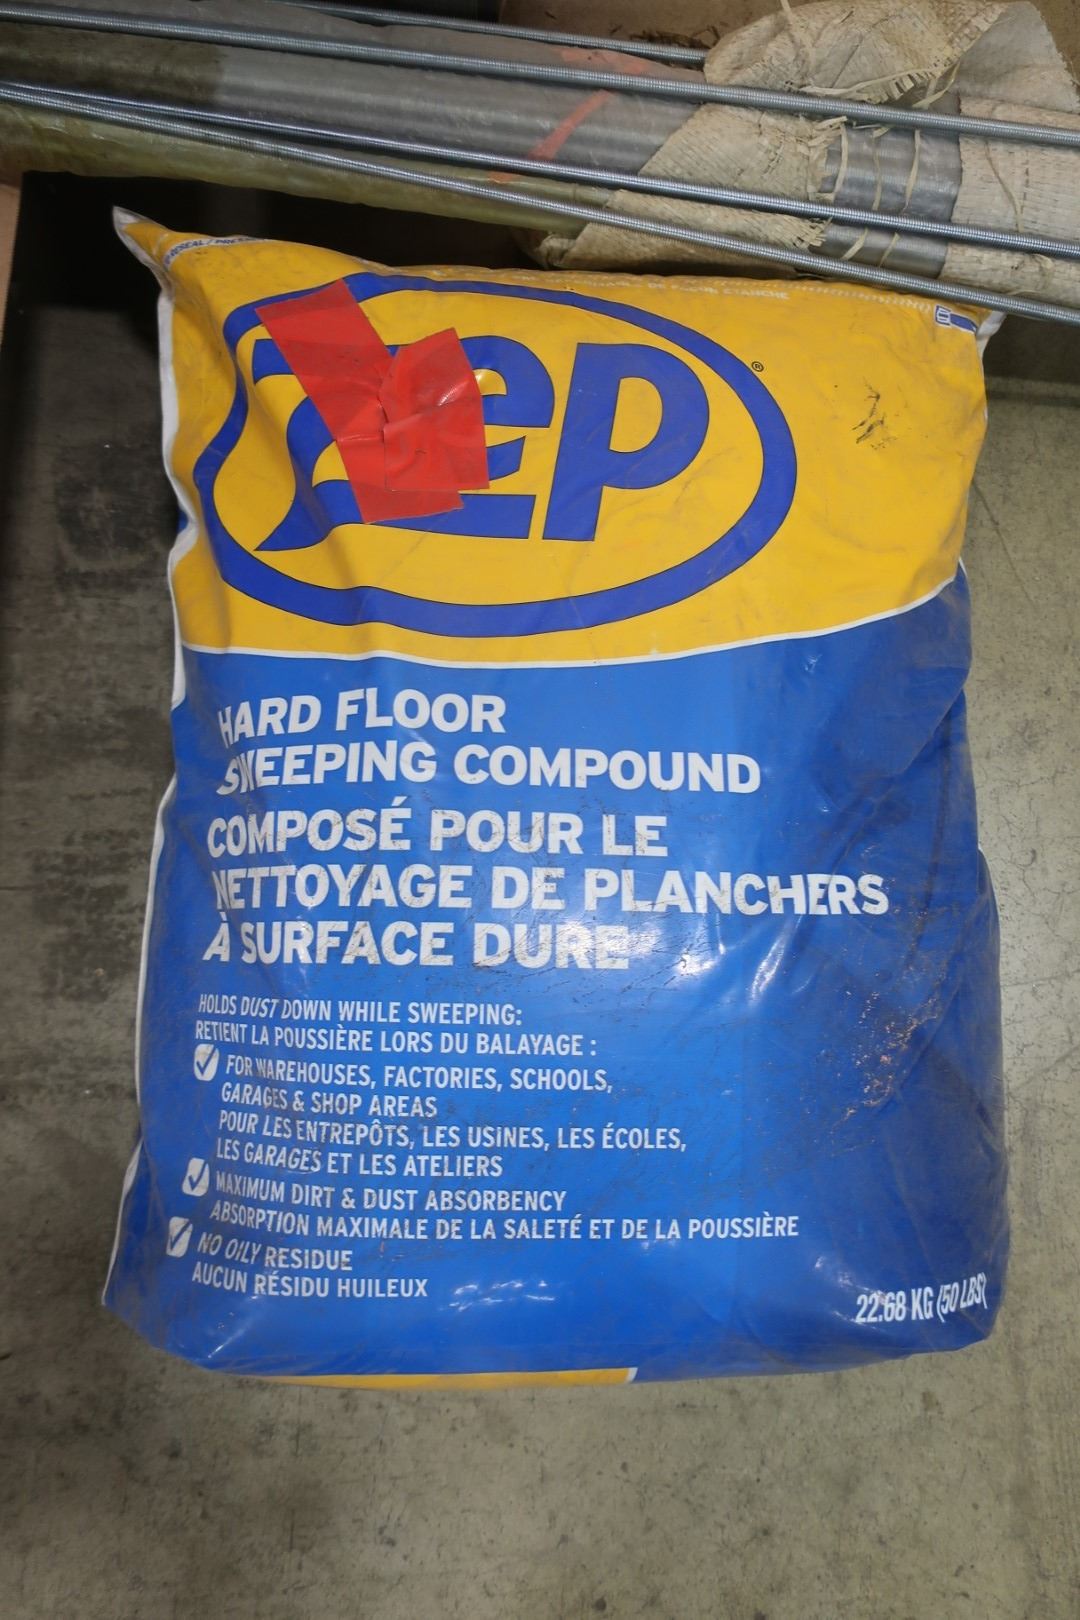 zep
®
HARD FLOOR
SWEEPING COMPOUND
COMPOSÉ POUR LE
NETTOYAGE DE PLANCHERS
À SURFACE DURE
HOLDS DUST DOWN WHILE SWEEPING:
RETIENT LA POUSSIÈRE LORS DU BALAYAGE :
FOR WAREHOUSES, FACTORIES, SCHOOLS,
GARAGES & SHOP AREAS
POUR LES ENTREPÔTS, LES USINES, LES ÉCOLES,
LES GARAGES ET LES ATELIERS
MAXIMUM DIRT & DUST ABSORBENCY
ABSORPTION MAXIMALE DE LA SALETÉ ET DE LA POUSSIÈRE
NO OILY RESIDUE
AUCUN RÉSIDU HUILEUX
22.68 KG (50 LBS)